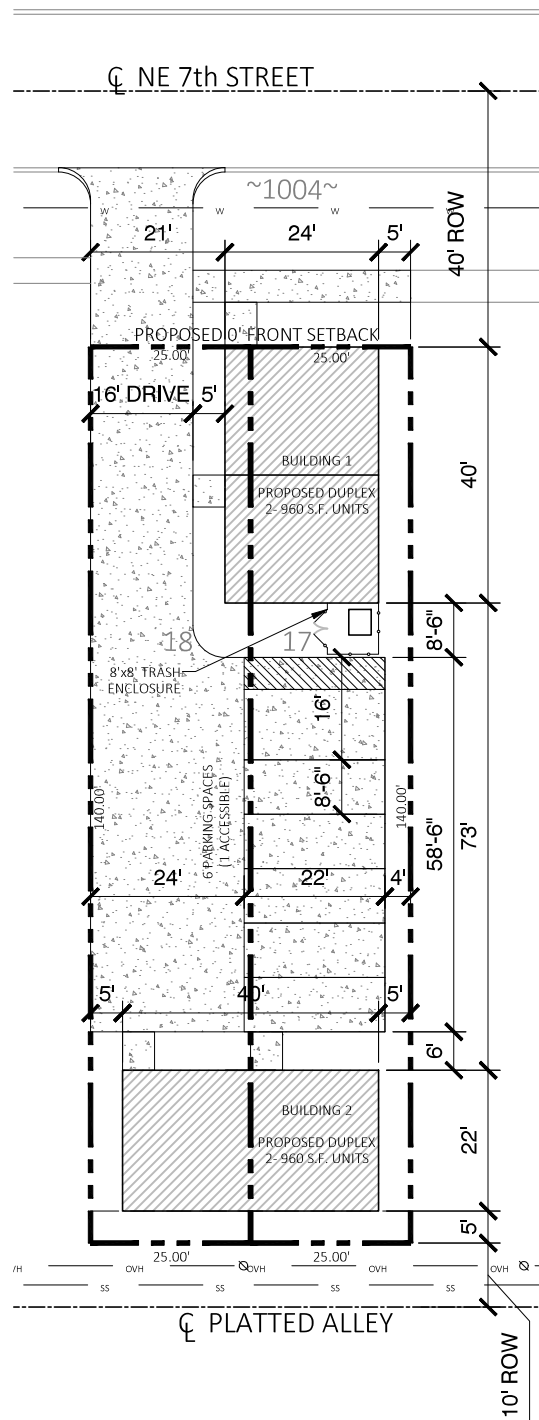 ℄ NE 7th STREET
~1004~
W W W W
21' 24' 5'
40' ROW
PROPOSED 0' FRONT SETBACK
25.00' 25.00'
16' DRIVE 5'
BUILDING 1
PROPOSED DUPLEX
2- 960 S.F. UNITS
40'
18 17
8'-6"
8'x8' TRASH
ENCLOSURE
16'
8'-6"
140.00'
6 PARKING SPACES
(1 ACCESSIBLE)
140.00'
58'-6"
73'
24' 22' 4'
5' 40' 5'
6'
BUILDING 2
PROPOSED DUPLEX
2- 960 S.F. UNITS
22'
5'
25.00' 25.00'
VH OVH OVH OVH OVH
SS SS SS SS
℄ PLATTED ALLEY
10' ROW